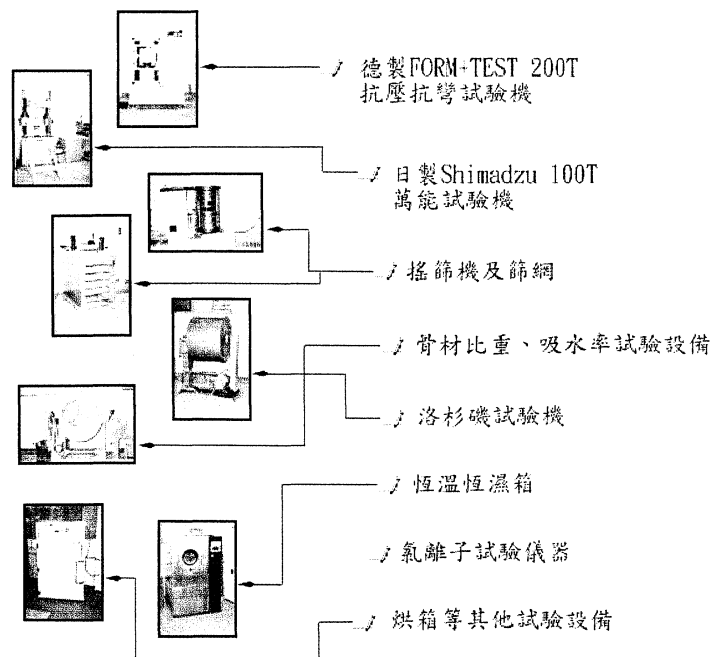 德製FORM+TEST 200T
抗壓抗彎試驗機
日製Shimadzu 100T
萬能試驗機
搖篩機及篩網
骨材比重、吸水率試驗設備
洛杉磯試驗機
恆溫恆濕箱
氯離子試驗儀器
烘箱等其他試驗設備